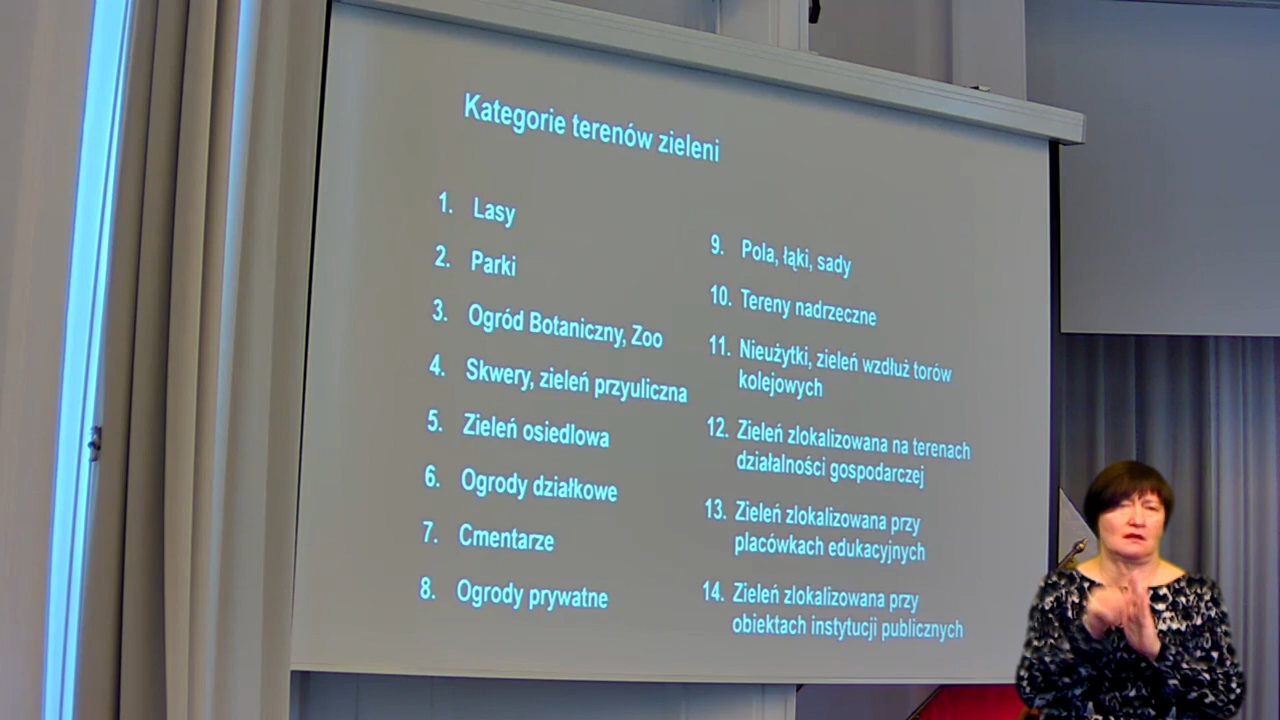 Kategorie terenów zieleni
1. Lasy
2. Parki
3. Ogród Botaniczny, Zoo
4. Skwery, zieleń przyuliczna
5. Zieleń osiedlowa
6. Ogrody działkowe
7. Cmentarze
8. Ogrody prywatne
9. Pola, łąki, sady
10. Tereny nadrzeczne
11. Nieużytki, zieleń wzdłuż torów
kolejowych
12. Zieleń zlokalizowana na terenach
działalności gospodarczej
13. Zieleń zlokalizowana przy
placówkach edukacyjnych
14. Zieleń zlokalizowana przy
obiektach instytucji publicznych